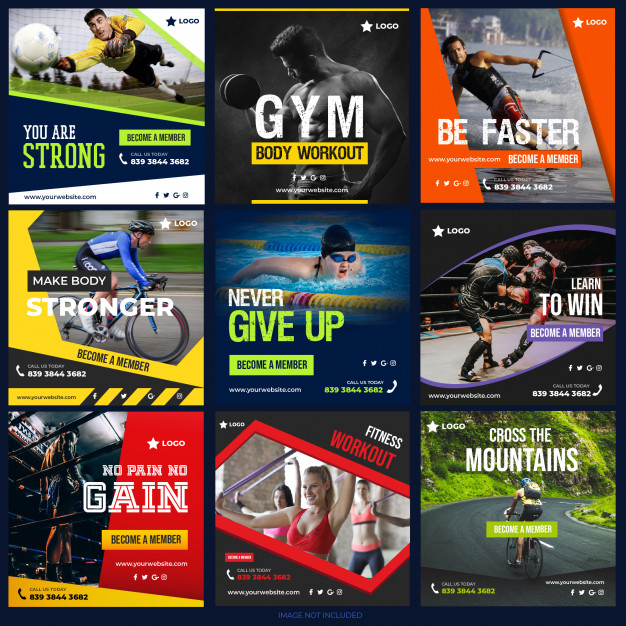 LOGO
YOU ARE
STRONG
BECOME A MEMBER
CALL US TODAY
839 3844 3682
www.yourwebsite.com
LOGO
GYM
BODY WORKOUT
www.yourwebsite.com
LOGO
BE FASTER
www.yourwebsite.com
BECOME A MEMBER
CALL US TODAY
839 3844 3682
LOGO
MAKE BODY
STRONGER
BECOME A MEMBER
CALL US TODAY
839 3844 3682
www.yourwebsite.com
LOGO
NEVER
GIVE UP
BECOME A MEMBER
www.yourwebsite.com
CALL US TODAY
839 3844 3682
LOGO
LEARN
TO WIN
BECOME A MEMBER
www.yourwebsite.com
CALL US TODAY
839 3844 3682
LOGO
NO PAIN NO
GAIN
BECOME A MEMBER
www.yourwebsite.com
CALL US TODAY
839 3844 3682
LOGO
FITNESS
WORKOUT
BECOME A MEMBER
CALL US TODAY
839 3844 3682
www.yourwebsite.com
LOGO
CROSS THE
MOUNTAINS
BECOME A MEMBER
CALL US TODAY
839 3844 3682
www.yourwebsite.com
IMAGE NOT INCLUDED